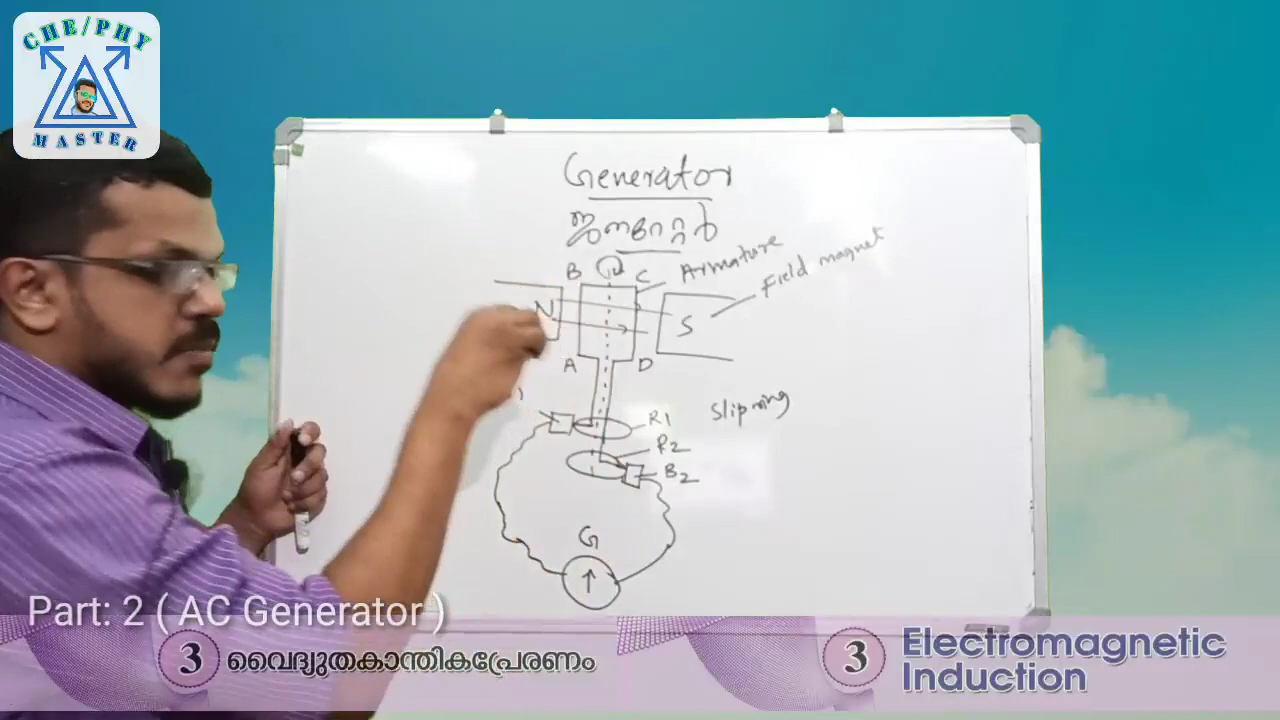 CHE/PHY
MASTER
Generator
ജനറേറ്റർ
B
C
Armature
Field magnet
N
S
A
D
R1
Slip ring
R2
B2
G
Part: 2 ( AC Generator )
3 വൈദ്യുതകാന്തികപ്രേരണം
3 Electromagnetic
Induction